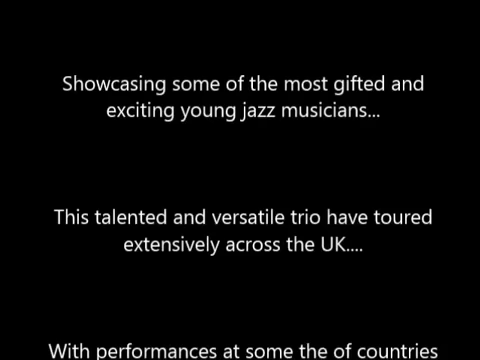 Showcasing some of the most gifted and
exciting young jazz musicians...
This talented and versatile trio have toured
extensively across the UK....
With performances at some the of countries